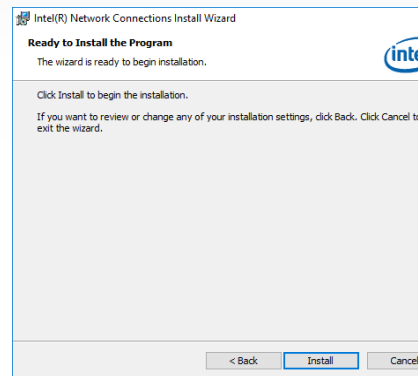 Intel(R) Network Connections Install Wizard
Ready to Install the Program
The wizard is ready to begin installation.
Click Install to begin the installation.
If you want to review or change any of your installation settings, click Back. Click Cancel to
exit the wizard.
< Back
Install
Cancel